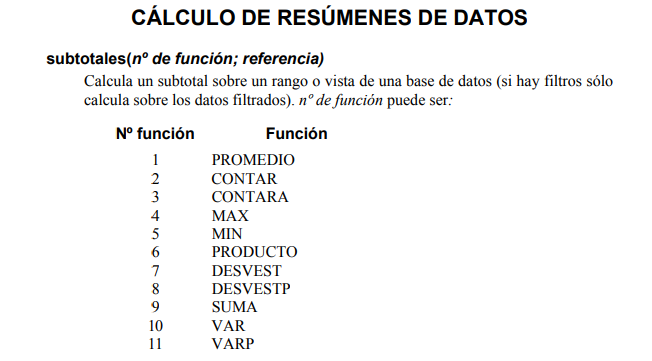 CÁLCULO DE RESÚMENES DE DATOS
subtotales(nº de función; referencia)
Calcula un subtotal sobre un rango o vista de una base de datos (si hay filtros sólo
calcula sobre los datos filtrados). nº de función puede ser:
Nº función Función
1 PROMEDIO
2 CONTAR
3 CONTARA
4 MAX
5 MIN
6 PRODUCTO
7 DESVEST
8 DESVESTP
9 SUMA
10 VAR
11 VARP